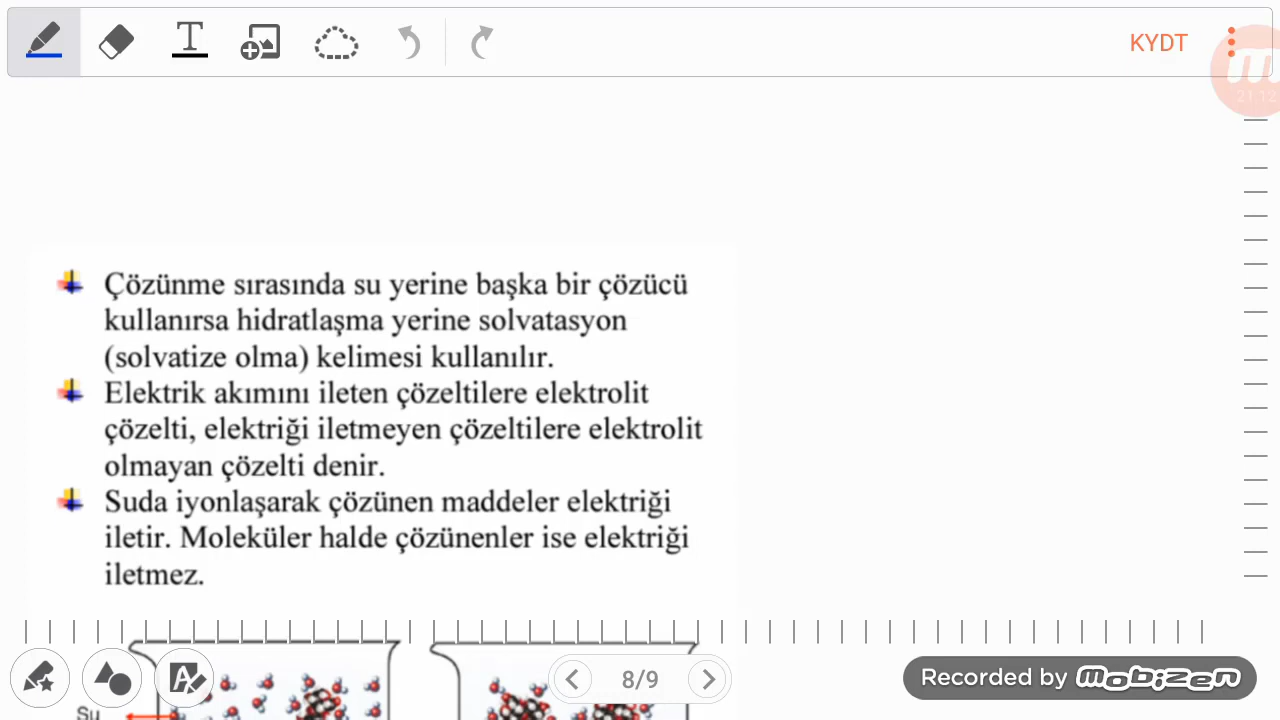 T
KYDT
21:12
Çözünme sırasında su yerine başka bir çözücü
kullanırsa hidratlaşma yerine solvatasyon
(solvatize olma) kelimesi kullanılır.
Elektrik akımını ileten çözeltilere elektrolit
çözelti, elektriği iletmeyen çözeltilere elektrolit
olmayan çözelti denir.
Suda iyonlaşarak çözünen maddeler elektriği
iletir. Moleküler halde çözünenler ise elektriği
iletmez.
A
8/9
Recorded by mobizen
Su